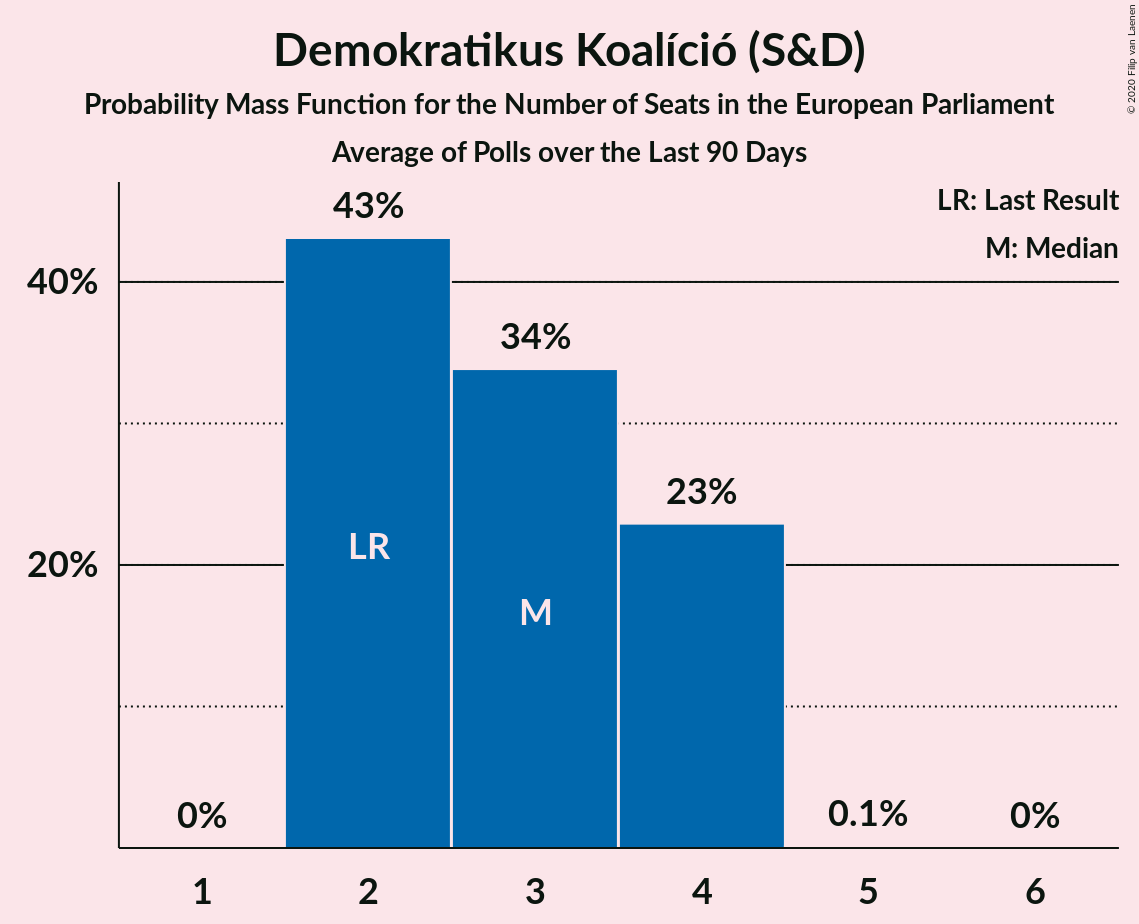 Demokratikus Koalíció (S&D)
Probability Mass Function for the Number of Seats in the European Parliament
Average of Polls over the Last 90 Days
© 2020 Filip van Laenen
LR: Last Result
M: Median
43%
40%
34%
23%
20%
LR
M
0%
0.1%
0%
1 2 3 4 5 6